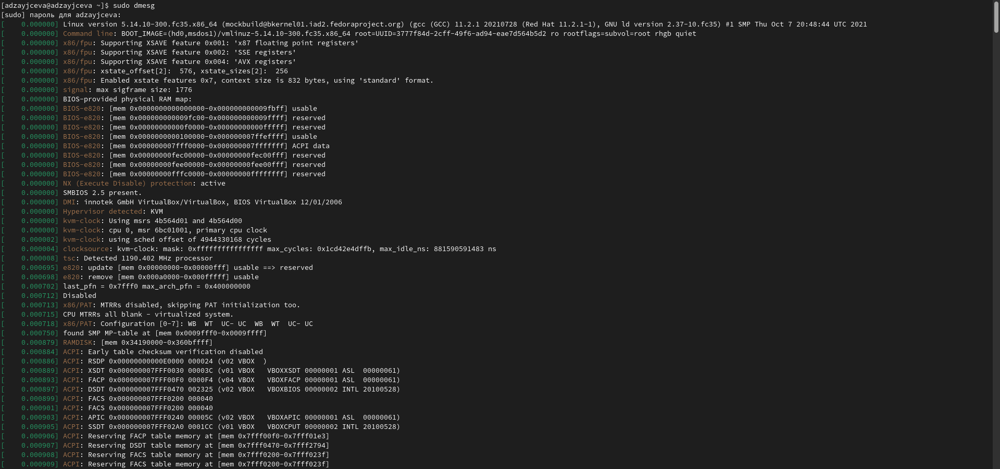 [adzayjceva@adzayjceva ~]$ sudo dmesg
[sudo] пароль для adzayjceva:
[    0.000000] Linux version 5.14.10-300.fc35.x86_64 (mockbuild@bkernel01.iad2.fedoraproject.org) (gcc (GCC) 11.2.1 20210728 (Red Hat 11.2.1-1), GNU ld version 2.37-10.fc35) #1 SMP Thu Oct 7 20:48:44 UTC 2021
[    0.000000] Command line: BOOT_IMAGE=(hd0,msdos1)/vmlinuz-5.14.10-300.fc35.x86_64 root=UUID=3777f84d-2cff-49f6-ad94-eae7d564b5d2 ro rootflags=subvol=root rhgb quiet
[    0.000000] x86/fpu: Supporting XSAVE feature 0x001: 'x87 floating point registers'
[    0.000000] x86/fpu: Supporting XSAVE feature 0x002: 'SSE registers'
[    0.000000] x86/fpu: Supporting XSAVE feature 0x004: 'AVX registers'
[    0.000000] x86/fpu: xstate_offset[2]:  576, xstate_sizes[2]:  256
[    0.000000] x86/fpu: Enabled xstate features 0x7, context size is 832 bytes, using 'standard' format.
[    0.000000] signal: max sigframe size: 1776
[    0.000000] BIOS-provided physical RAM map:
[    0.000000] BIOS-e820: [mem 0x0000000000000000-0x000000000009fbff] usable
[    0.000000] BIOS-e820: [mem 0x000000000009fc00-0x000000000009ffff] reserved
[    0.000000] BIOS-e820: [mem 0x00000000000f0000-0x00000000000fffff] reserved
[    0.000000] BIOS-e820: [mem 0x0000000000100000-0x000000007ffeffff] usable
[    0.000000] BIOS-e820: [mem 0x000000007fff0000-0x000000007fffffff] ACPI data
[    0.000000] BIOS-e820: [mem 0x00000000fec00000-0x00000000fec00fff] reserved
[    0.000000] BIOS-e820: [mem 0x00000000fee00000-0x00000000fee00fff] reserved
[    0.000000] BIOS-e820: [mem 0x00000000fffc0000-0x00000000ffffffff] reserved
[    0.000000] NX (Execute Disable) protection: active
[    0.000000] SMBIOS 2.5 present.
[    0.000000] DMI: innotek GmbH VirtualBox/VirtualBox, BIOS VirtualBox 12/01/2006
[    0.000000] Hypervisor detected: KVM
[    0.000000] kvm-clock: Using msrs 4b564d01 and 4b564d00
[    0.000000] kvm-clock: cpu 0, msr 6bc01001, primary cpu clock
[    0.000002] kvm-clock: using sched offset of 4944330168 cycles
[    0.000004] clocksource: kvm-clock: mask: 0xffffffffffffffff max_cycles: 0x1cd42e4dffb, max_idle_ns: 881590591483 ns
[    0.000008] tsc: Detected 1190.402 MHz processor
[    0.000695] e820: update [mem 0x00000000-0x00000fff] usable ==> reserved
[    0.000698] e820: remove [mem 0x000a0000-0x000fffff] usable
[    0.000702] last_pfn = 0x7fff0 max_arch_pfn = 0x400000000
[    0.000712] Disabled
[    0.000713] x86/PAT: MTRRs disabled, skipping PAT initialization too.
[    0.000715] CPU MTRRs all blank - virtualized system.
[    0.000718] x86/PAT: Configuration [0-7]: WB  WT  UC- UC  WB  WT  UC- UC
[    0.000750] found SMP MP-table at [mem 0x0009fff0-0x0009ffff]
[    0.000879] RAMDISK: [mem 0x34190000-0x360bffff]
[    0.000884] ACPI: Early table checksum verification disabled
[    0.000886] ACPI: RSDP 0x00000000000E0000 000024 (v02 VBOX  )
[    0.000889] ACPI: XSDT 0x000000007FFF0030 00003C (v01 VBOX   VBOXXSDT 00000001 ASL  00000061)
[    0.000893] ACPI: FACP 0x000000007FFF00F0 0000F4 (v04 VBOX   VBOXFACP 00000001 ASL  00000061)
[    0.000897] ACPI: DSDT 0x000000007FFF0470 002325 (v02 VBOX   VBOXBIOS 00000002 INTL 20100528)
[    0.000899] ACPI: FACS 0x000000007FFF0200 000040
[    0.000901] ACPI: FACS 0x000000007FFF0200 000040
[    0.000903] ACPI: APIC 0x000000007FFF0240 00005C (v02 VBOX   VBOXAPIC 00000001 ASL  00000061)
[    0.000905] ACPI: SSDT 0x000000007FFF02A0 0001CC (v01 VBOX   VBOXCPUT 00000002 INTL 20100528)
[    0.000906] ACPI: Reserving FACP table memory at [mem 0x7fff00f0-0x7fff01e3]
[    0.000907] ACPI: Reserving DSDT table memory at [mem 0x7fff0470-0x7fff2794]
[    0.000908] ACPI: Reserving FACS table memory at [mem 0x7fff0200-0x7fff023f]
[    0.000909] ACPI: Reserving FACS table memory at [mem 0x7fff0200-0x7fff023f]